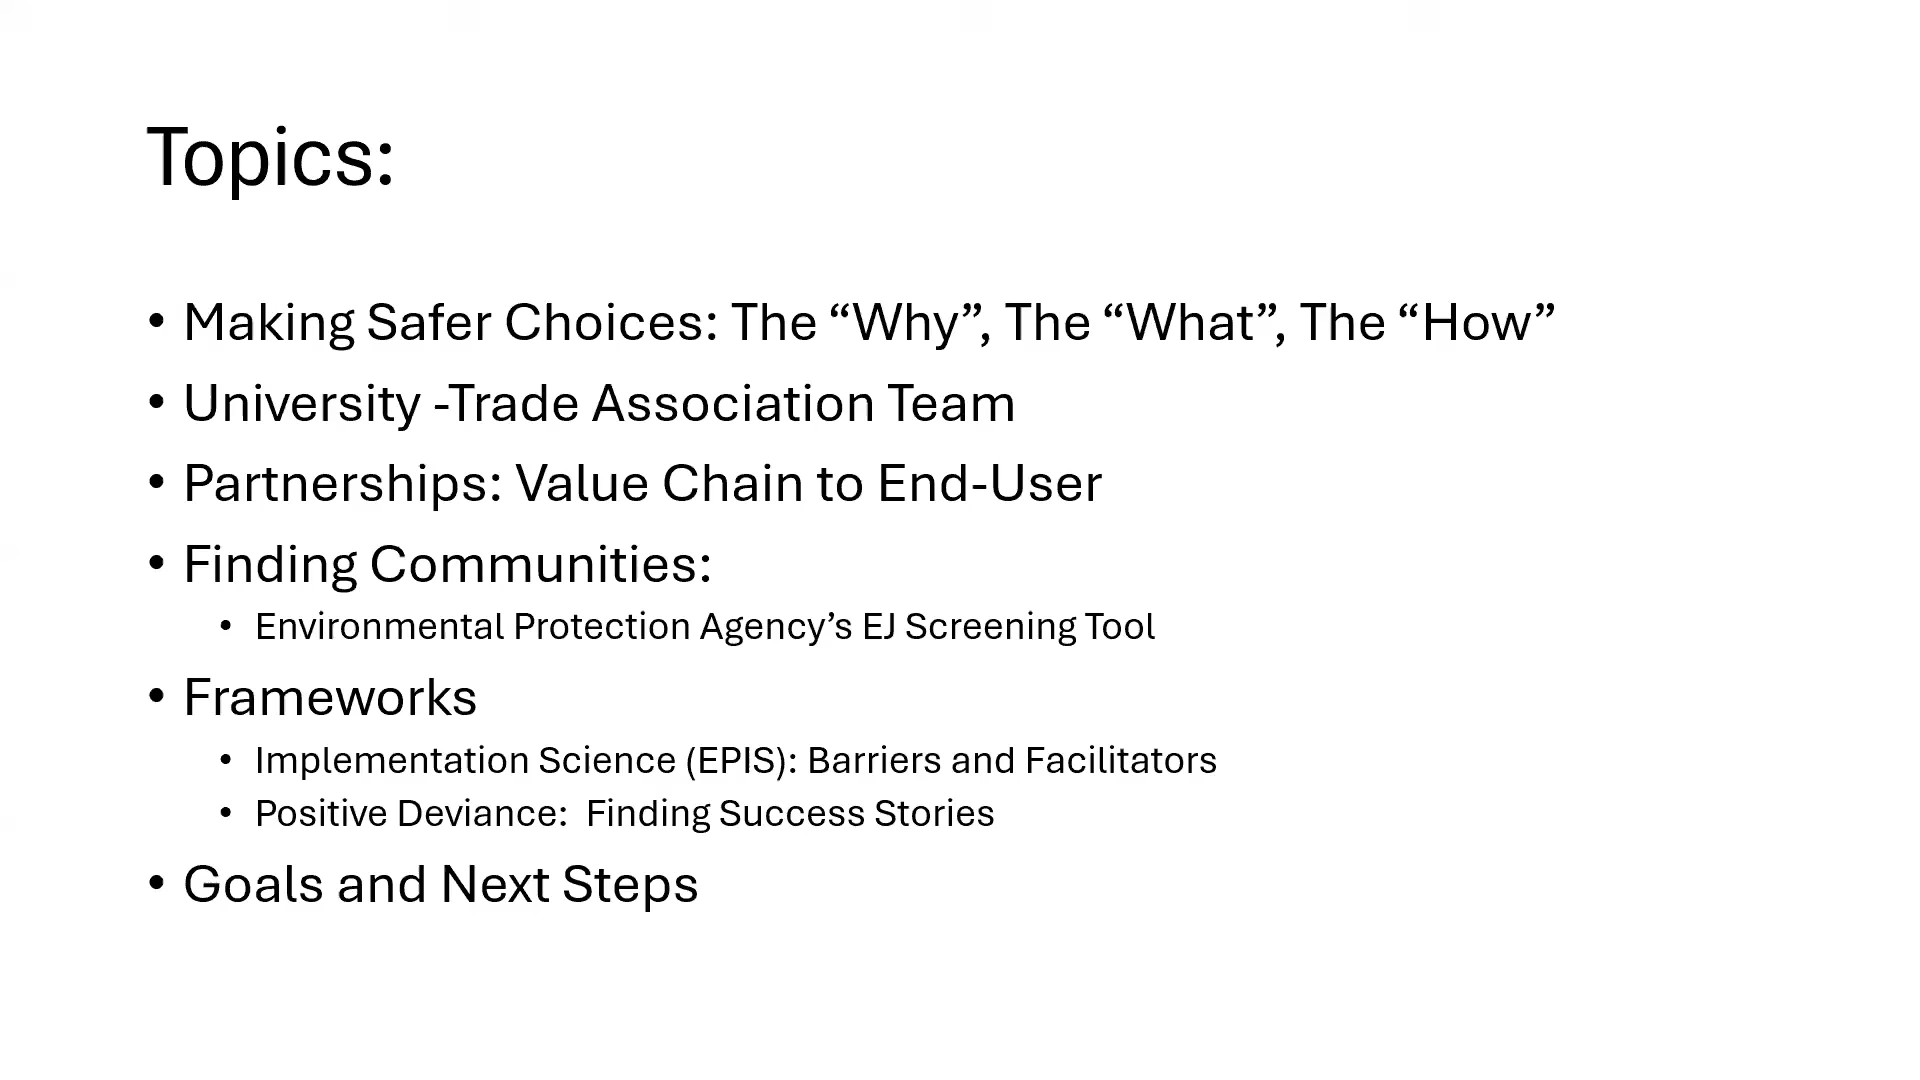 Topics:
• Making Safer Choices: The “Why”, The “What”, The “How”
• University -Trade Association Team
• Partnerships: Value Chain to End-User
• Finding Communities:
• Environmental Protection Agency’s EJ Screening Tool
• Frameworks
• Implementation Science (EPIS): Barriers and Facilitators
• Positive Deviance:  Finding Success Stories
• Goals and Next Steps